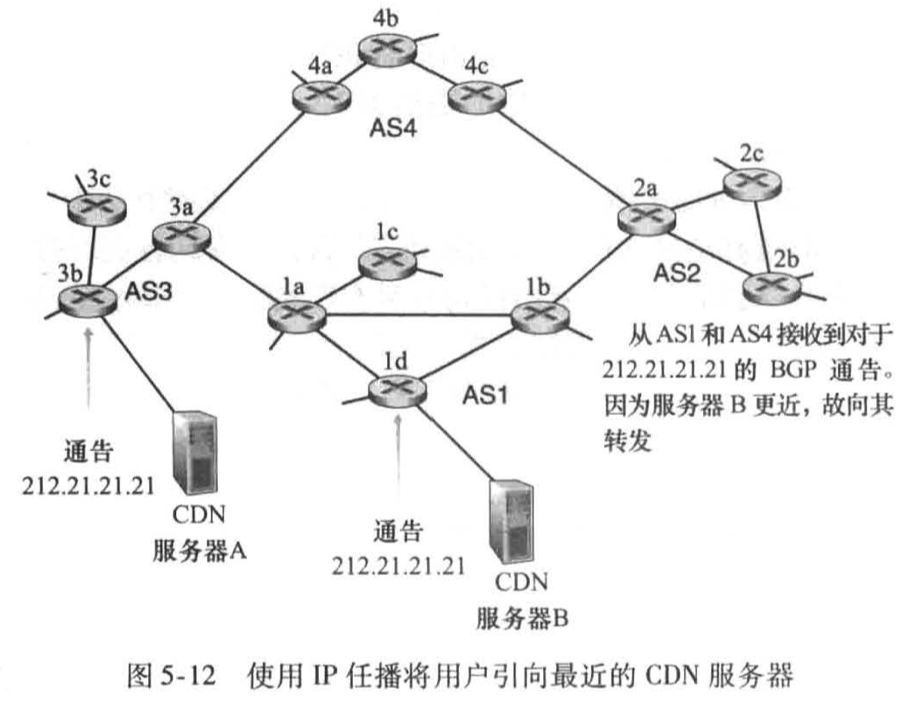 4b
4a
4c
AS4
3c
3a
2c
2a
1c
3b
AS3
1a
1b
AS2
2b
从AS1和AS4接收到对于
212.21.21.21的 BGP 通告。
因为服务器 B 更近，故向其
转发
1d
AS1
通告
212.21.21.21
CDN
服务器A
通告
212.21.21.21
CDN
服务器B
图 5-12 使用 IP 任播将用户引向最近的 CDN 服务器